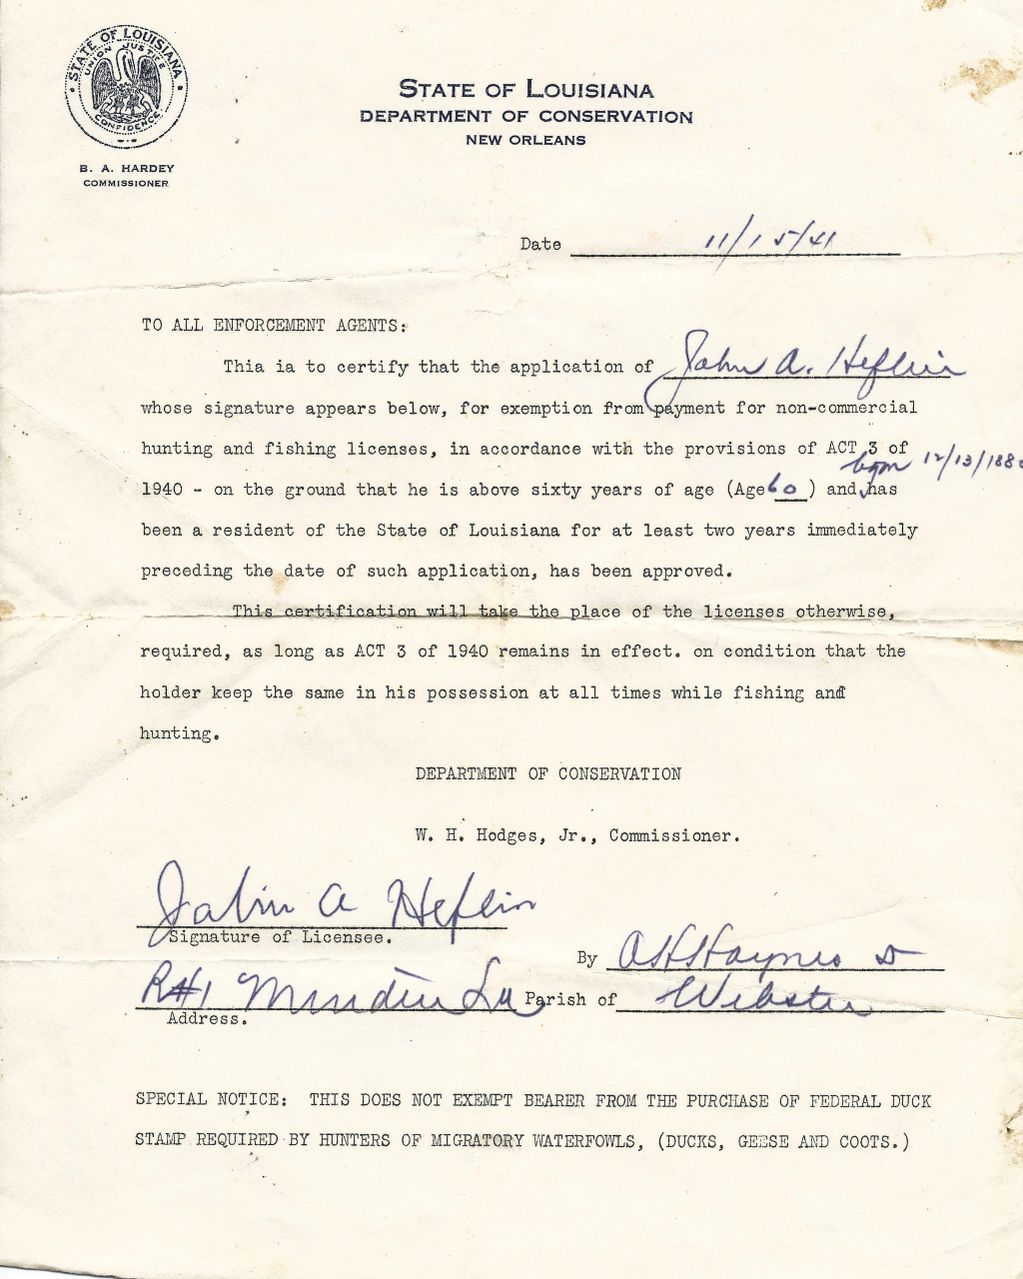 STATE OF LOUISIANA
UNION JUSTICE
CONFIDENCE
B. A. HARDEY
COMMISSIONER
STATE OF LOUISIANA
DEPARTMENT OF CONSERVATION
NEW ORLEANS
Date 11/15/41
TO ALL ENFORCEMENT AGENTS:
Thia ia to certify that the application of John A. Heflin
whose signature appears below, for exemption from payment for non-commercial
hunting and fishing licenses, in accordance with the provisions of ACT 3 of
born 12/13/188
1940 - on the ground that he is above sixty years of age (Age 60 ) and has
been a resident of the State of Louisiana for at least two years immediately
preceding the date of such application, has been approved.
This certification will take the place of the licenses otherwise,
required, as long as ACT 3 of 1940 remains in effect. on condition that the
holder keep the same in his possession at all times while fishing and
hunting.
DEPARTMENT OF CONSERVATION
W. H. Hodges, Jr., Commissioner.
John A Heflin
Signature of Licensee.
By Haynes
R#1 Minden La Parish of Webster
Address.
SPECIAL NOTICE: THIS DOES NOT EXEMPT BEARER FROM THE PURCHASE OF FEDERAL DUCK
STAMP REQUIRED BY HUNTERS OF MIGRATORY WATERFOWLS, (DUCKS, GEESE AND COOTS.)